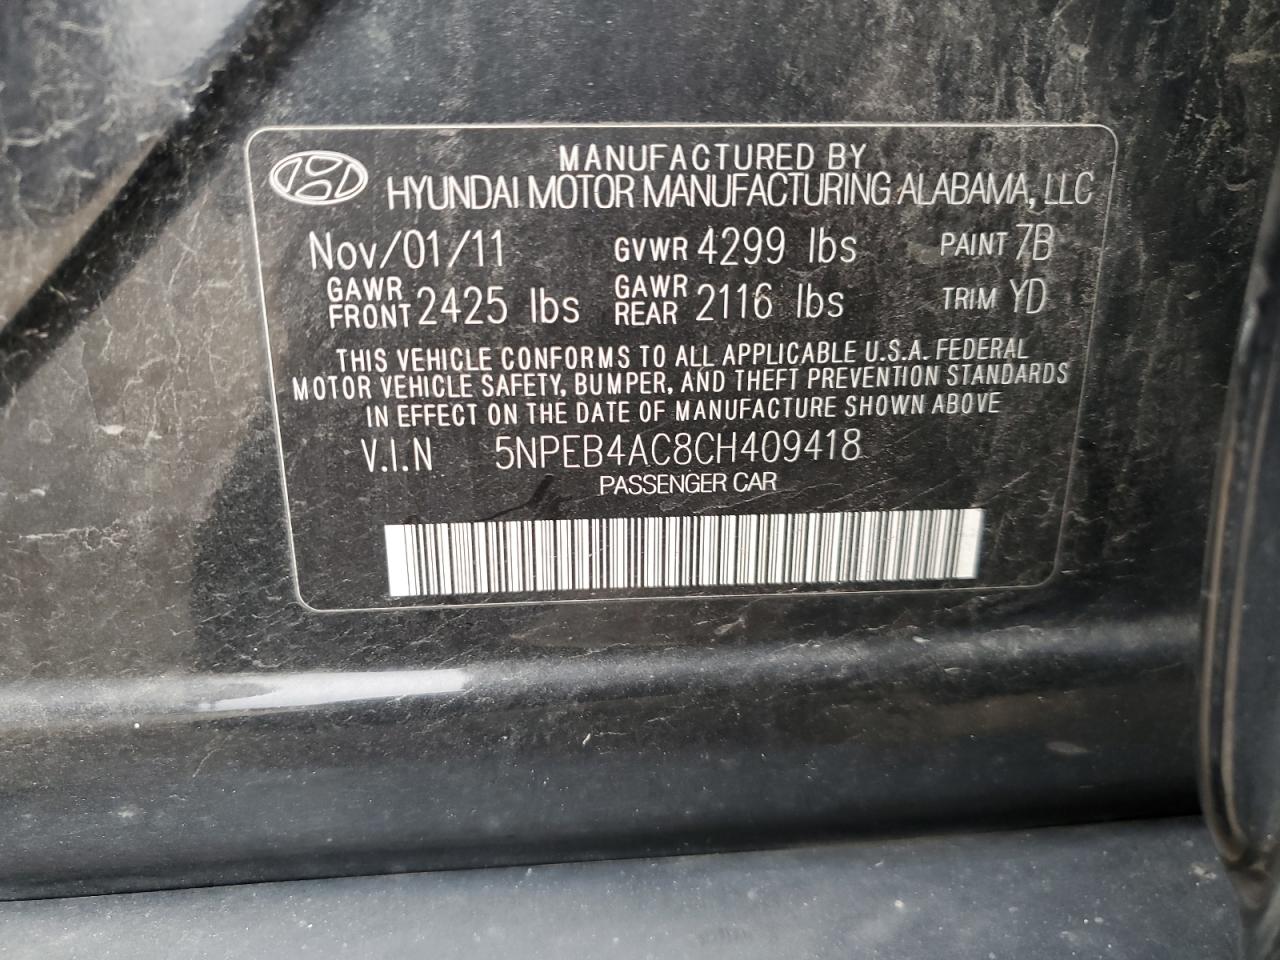 MANUFACTURED BY
HYUNDAI MOTOR MANUFACTURING ALABAMA, LLC
Nov/01/11 GVWR 4299 lbs PAINT 7B
GAWR FRONT 2425 lbs GAWR REAR 2116 lbs TRIM YD
THIS VEHICLE CONFORMS TO ALL APPLICABLE U.S.A. FEDERAL
MOTOR VEHICLE SAFETY, BUMPER, AND THEFT PREVENTION STANDARDS
IN EFFECT ON THE DATE OF MANUFACTURE SHOWN ABOVE
V.I.N 5NPEB4AC8CH409418
PASSENGER CAR